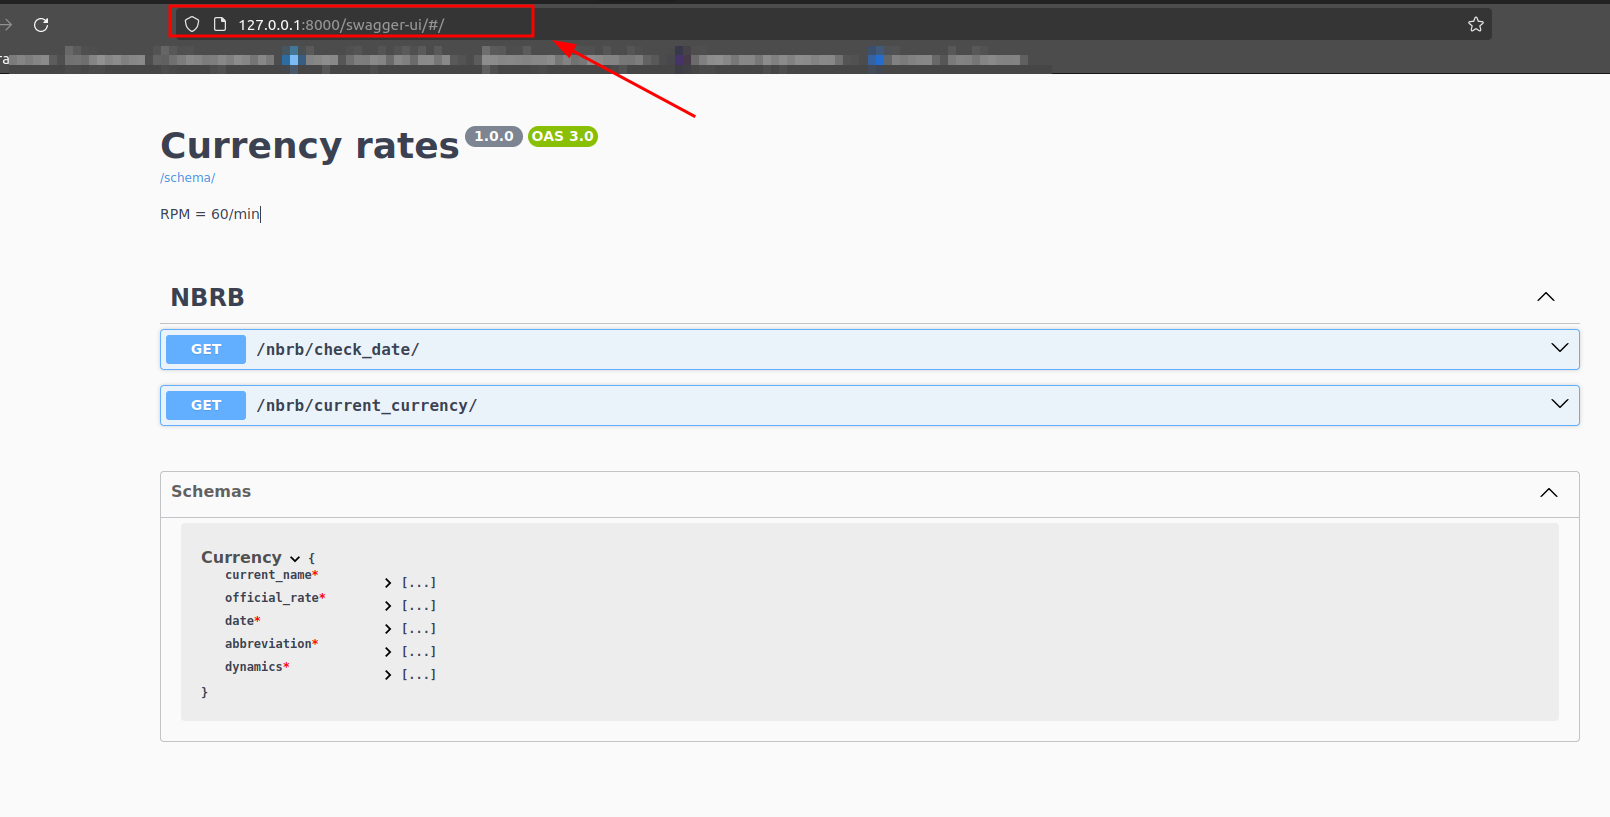 127.0.0.1:8000/swagger-ui/#/
Currency rates 1.0.0 OAS 3.0
/schema/
RPM = 60/min
NBRB
GET /nbrb/check_date/
GET /nbrb/current_currency/
Schemas
Currency {
current_name* [...]
official_rate* [...]
date* [...]
abbreviation* [...]
dynamics* [...]
}